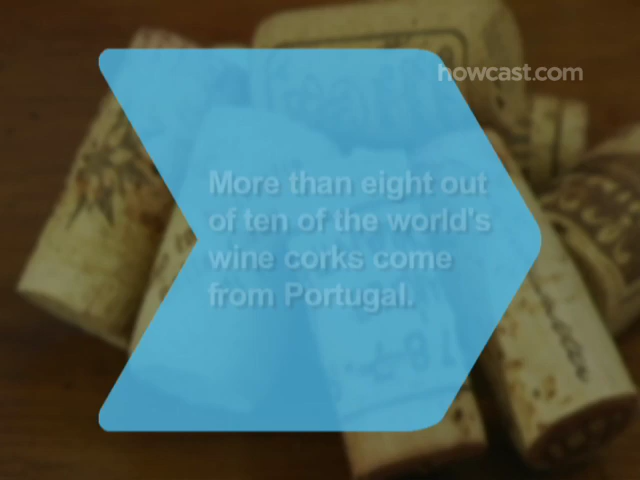 howcast.com
More than eight out
of ten of the world's
wine corks come
from Portugal.